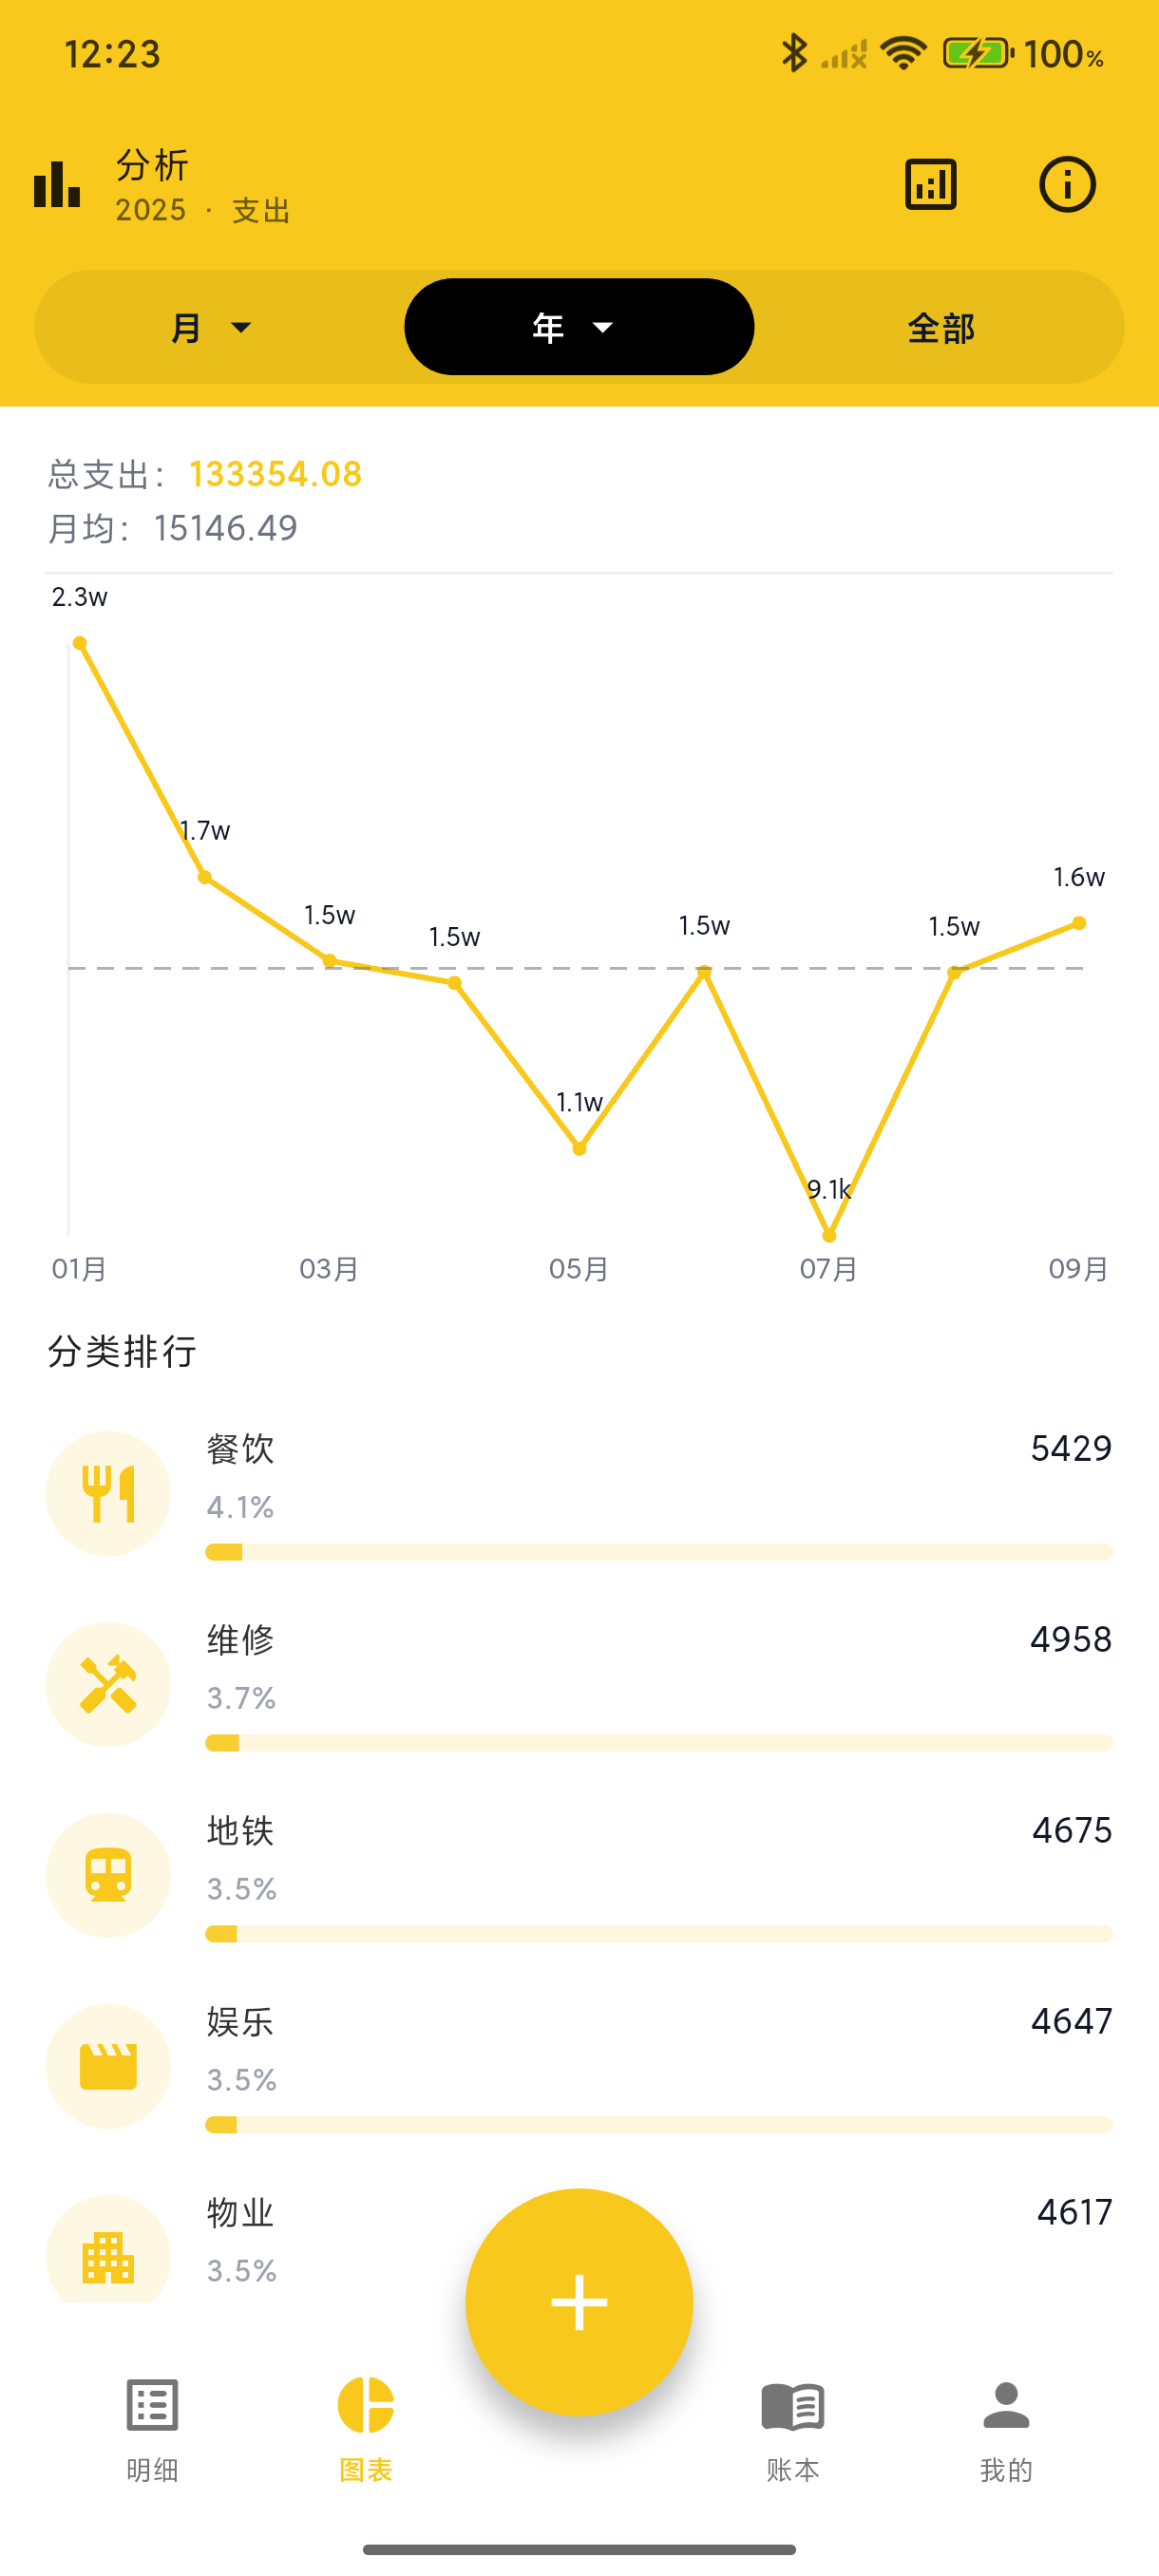 12:23
100%
分析
2025 · 支出
月 年 全部
总支出：133354.08
月均：15146.49
2.3w
1.7w
1.6w
1.5w
1.5w
1.5w
1.5w
1.1w
9.1k
01月 03月 05月 07月 09月
分类排行
餐饮 5429
4.1%
维修 4958
3.7%
地铁 4675
3.5%
娱乐 4647
3.5%
物业 4617
3.5%
明细 图表 账本 我的